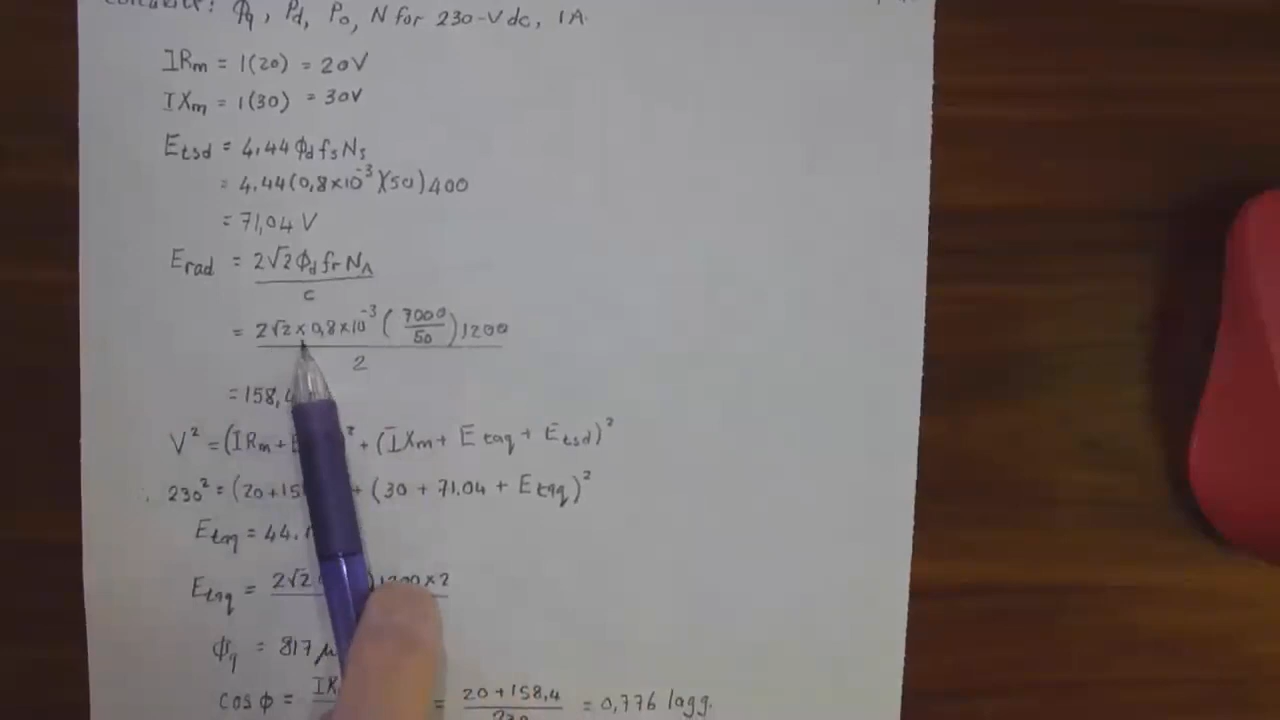 Φq, Pd, Po, N for 230-V dc, 1A.
IRm = 1(20) = 20V
IXm = 1(30) = 30V
Etsd = 4,44 ϕd fs Ns
= 4,44(0,8×10⁻³)(50)400
= 71,04 V
Erad = 2√2 ϕd fr NA
c
= 2√2×0,8×10⁻³(7000/50)1200
2
=158,4
V² = (IRm+E )² + (IXm + Etaq + Etsd)²
∴ 230² = (20+15 + (30 + 71.04 + Etaq)²
Etaq = 44.1
Etaq = 2√2 )1200×2
ϕq = 817 μ
cos ϕ = = 20+158,4 = 0,776 lagg.
230